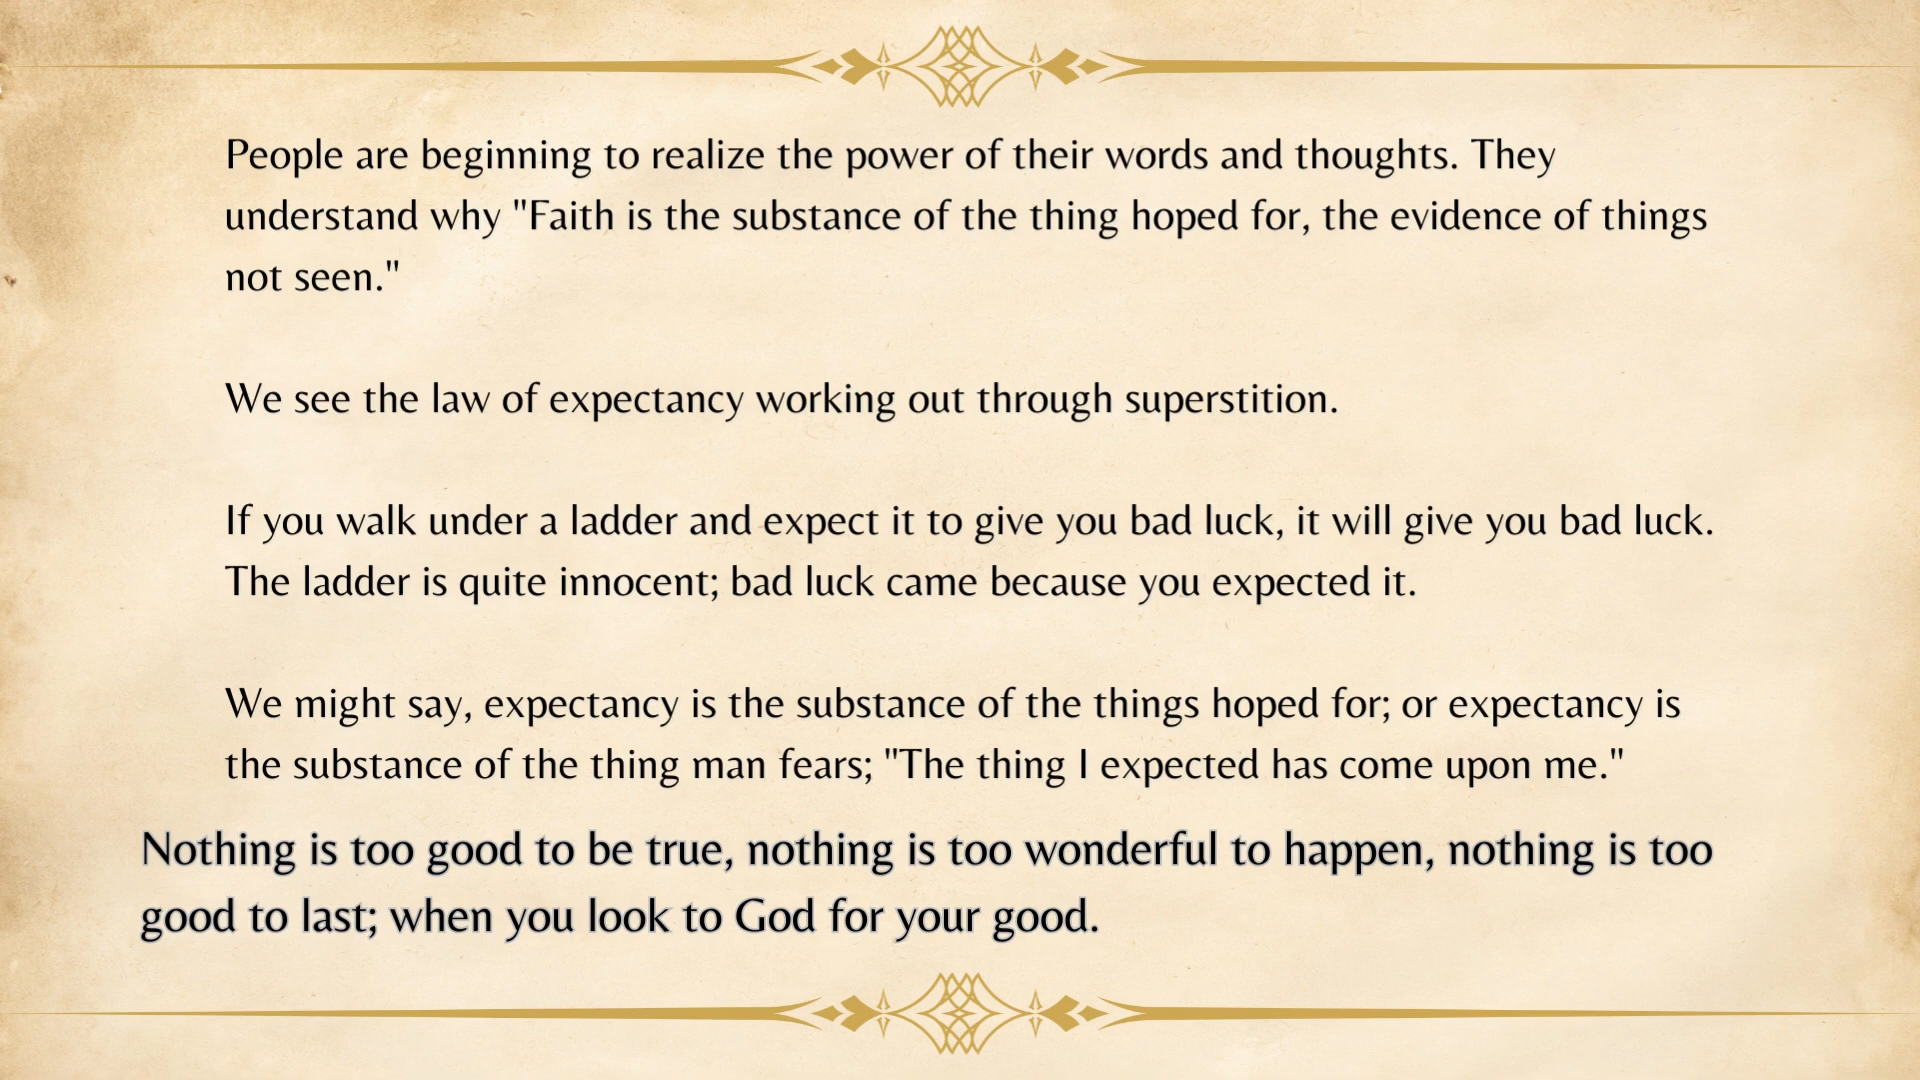 People are beginning to realize the power of their words and thoughts. They
understand why "Faith is the substance of the thing hoped for, the evidence of things
not seen."
We see the law of expectancy working out through superstition.
If you walk under a ladder and expect it to give you bad luck, it will give you bad luck.
The ladder is quite innocent; bad luck came because you expected it.
We might say, expectancy is the substance of the things hoped for; or expectancy is
the substance of the thing man fears; "The thing I expected has come upon me."
Nothing is too good to be true, nothing is too wonderful to happen, nothing is too
good to last; when you look to God for your good.